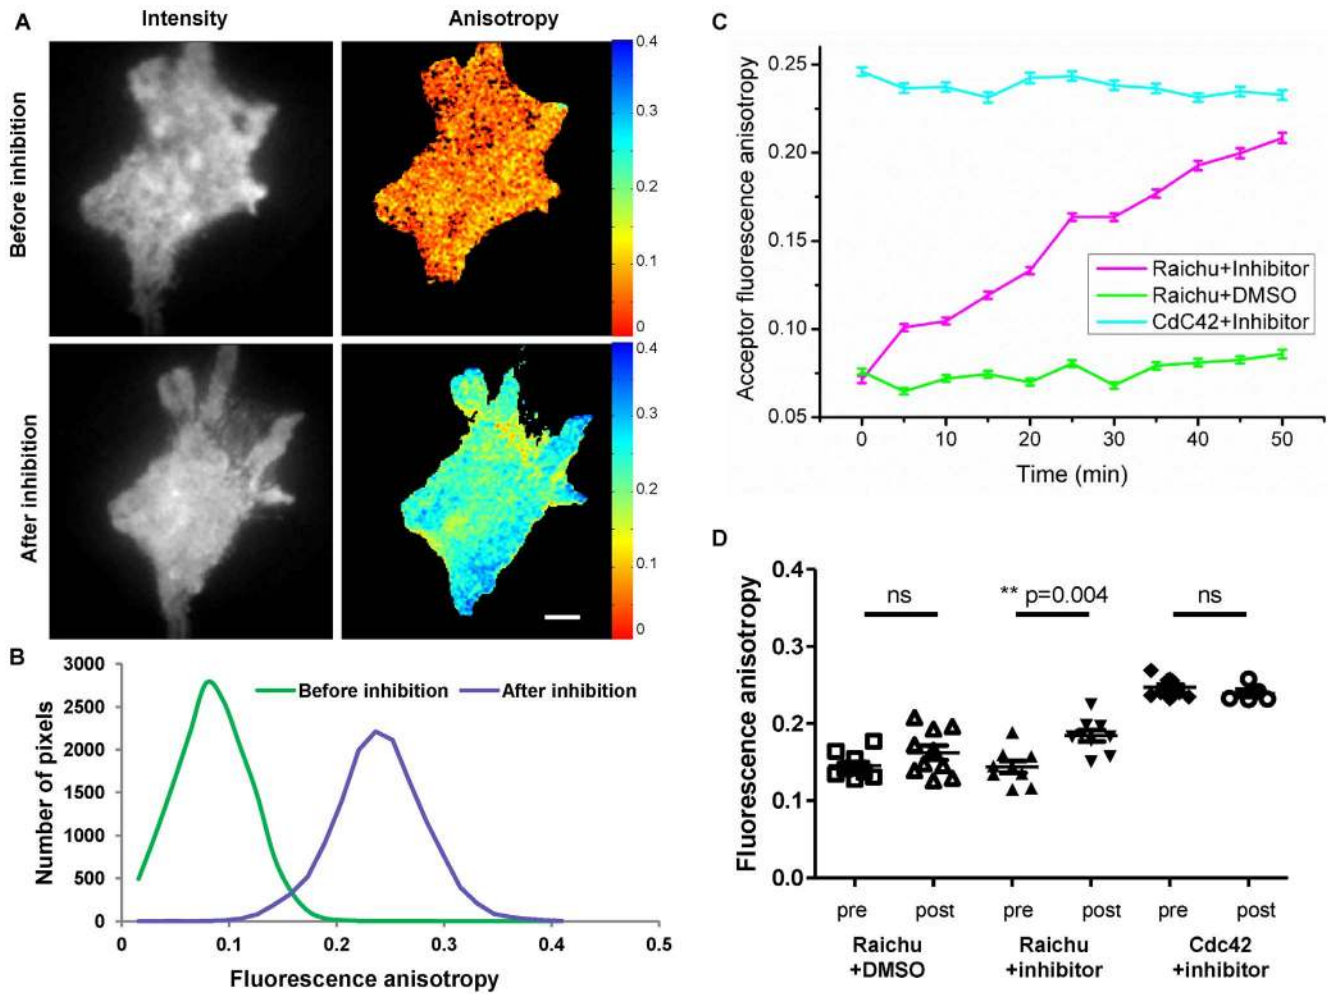 A
Intensity
Anisotropy
Before inhibition
0.4
0.3
0.2
0.1
0
After inhibition
0.4
0.3
0.2
0.1
0
B
Number of pixels
3000
2500
2000
1500
1000
500
0
Before inhibition
After inhibition
0
0.1
0.2
0.3
0.4
0.5
Fluorescence anisotropy
C
Acceptor fluorescence anisotropy
0.25
0.20
0.15
0.10
0.05
Raichu+Inhibitor
Raichu+DMSO
CdC42+Inhibitor
0
10
20
30
40
50
Time (min)
D
Fluorescence anisotropy
0.4
0.3
0.2
0.1
0.0
ns
** p=0.004
ns
pre
post
pre
post
pre
post
Raichu
+DMSO
Raichu
+inhibitor
Cdc42
+inhibitor